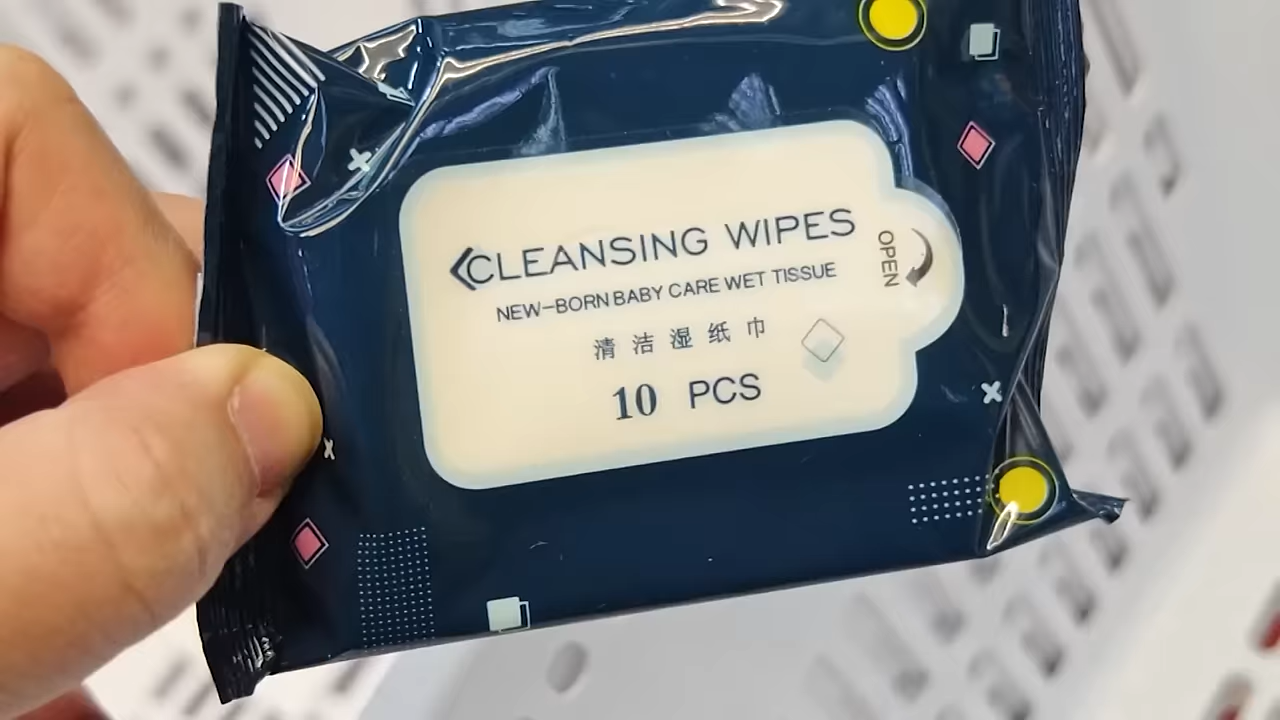 CLEANSING WIPES
NEW-BORN BABY CARE WET TISSUE
清洁湿纸巾
10 PCS
OPEN